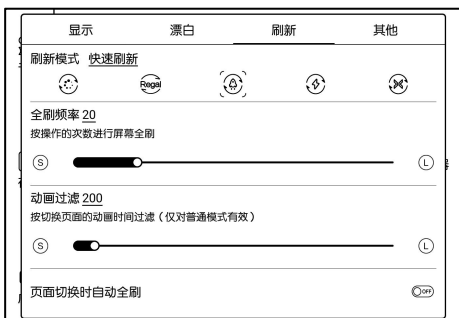 显示 漂白 刷新 其他
刷新模式 快速刷新
Regal
全刷频率 20
按操作的次数进行屏幕全刷
S L
动画过滤 200
按切换页面的动画时间过滤（仅对普通模式有效）
S L
页面切换时自动全刷 OFF